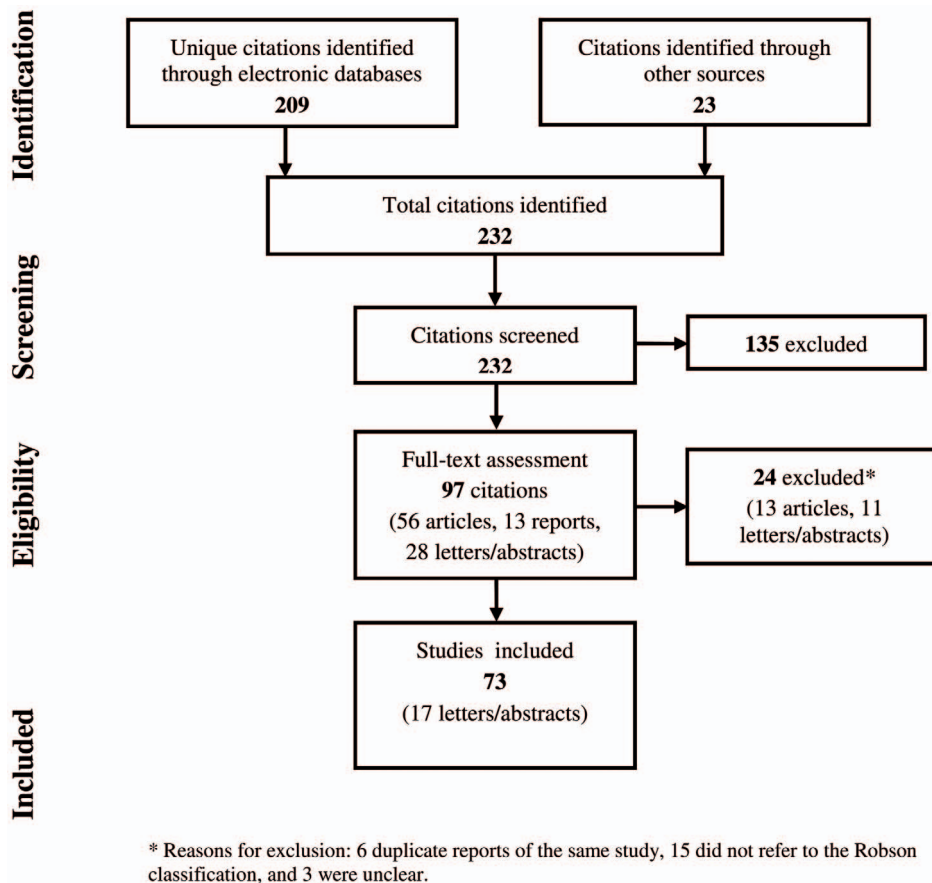 Identification
Unique citations identified
through electronic databases
209
Citations identified through
other sources
23
Total citations identified
232
Screening
Citations screened
232
135 excluded
Eligibility
Full-text assessment
97 citations
(56 articles, 13 reports,
28 letters/abstracts)
24 excluded*
(13 articles, 11
letters/abstracts)
Included
Studies included
73
(17 letters/abstracts)
* Reasons for exclusion: 6 duplicate reports of the same study, 15 did not refer to the Robson
classification, and 3 were unclear.